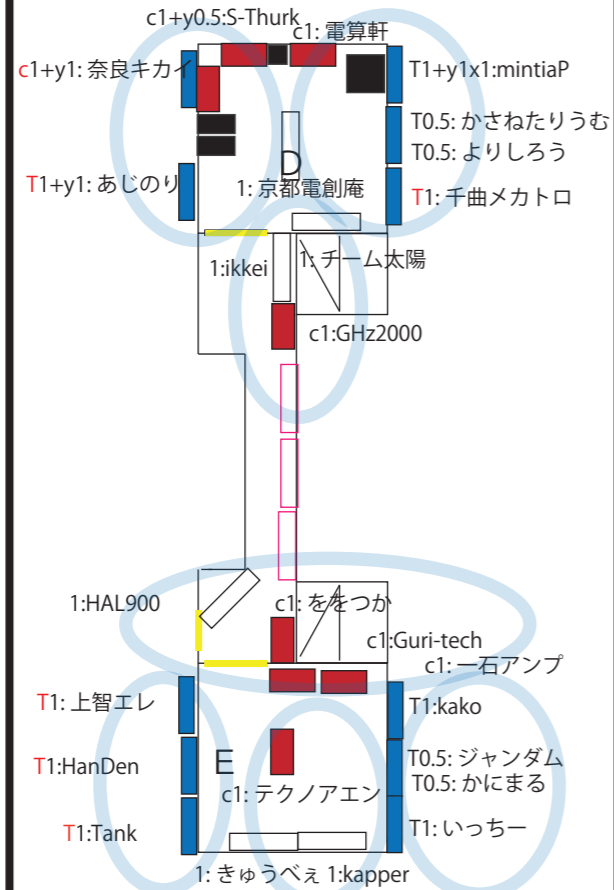 c1+y0.5:S-Thurk
c1: 電算軒
c1+y1: 奈良キカイ
T1+y1x1:mintiaP
T0.5: かさねたりうむ
T0.5: よりしろう
D
T1+y1: あじのり
1: 京都電創庵
T1: 千曲メカトロ
1:ikkei
1: チーム太陽
c1:GHz2000
1:HAL900
c1:ををつか
c1:Guri-tech
c1: 一石アンプ
T1: 上智エレ
T1:kako
T1:HanDen
E
T0.5: ジャンダム
T0.5: かにまる
c1: テクノアエン
T1:Tank
T1: いっちー
1: きゅうべぇ 1:kapper